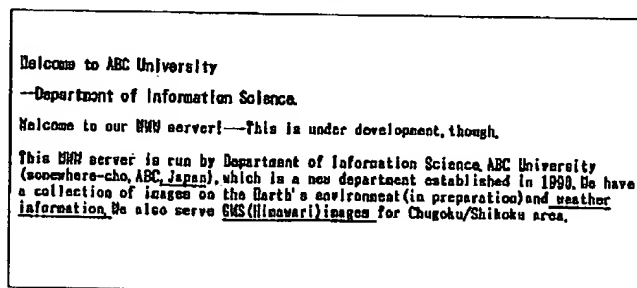 Welcome to ABC University
—Department of Information Science.
Welcome to our WWW server!—This is under development, though.
This WWW server is run by Department of Information Science, ABC University
(somewhere-cho, ABC, Japan), which is a new department established in We have
a collection of images on the Earth's environment(in preparation)and weather
information. We also serve GMS(Himawari)images for Chugoku/Shikoku area.